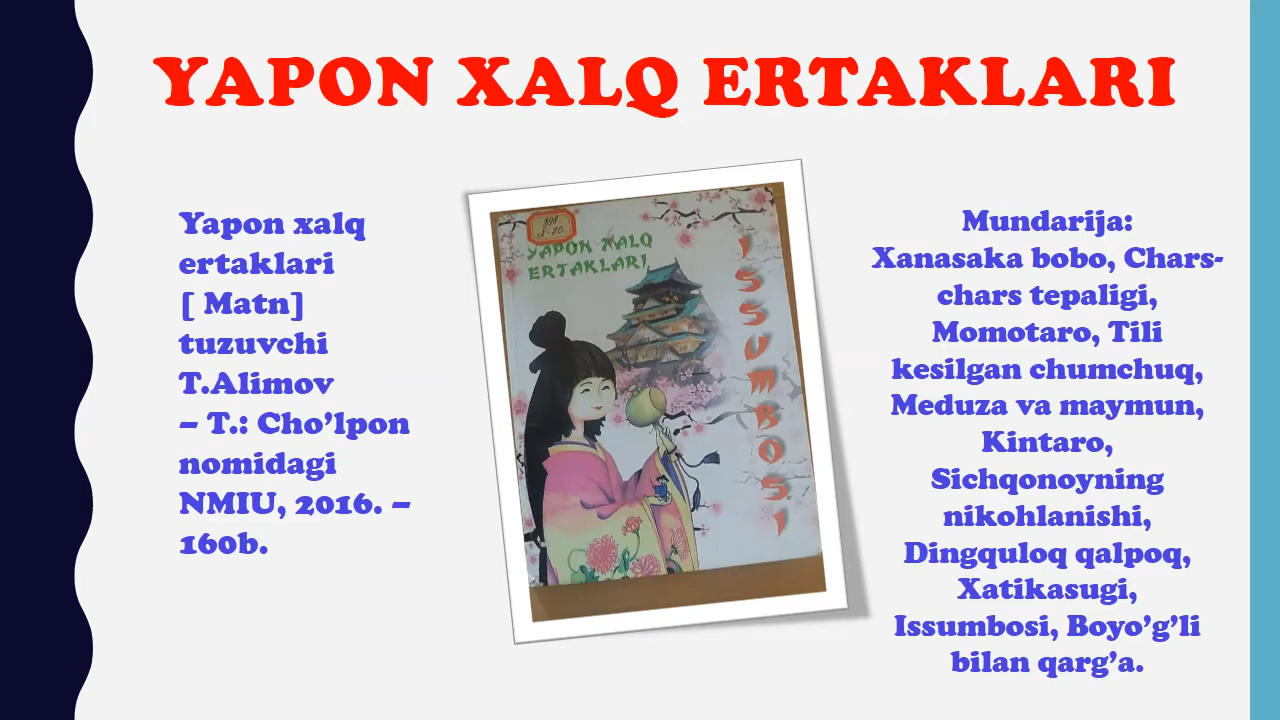 YAPON XALQ ERTAKLARI
Yapon xalq
ertaklari
[ Matn]
tuzuvchi
T.Alimov
– T.: Cho’lpon
nomidagi
NMIU, 2016. –
160b.
398
YAPON XALQ
ERTAKLARI
ISSUMBOSI
Mundarija:
Xanasaka bobo, Chars-
chars tepaligi,
Momotaro, Tili
kesilgan chumchuq,
Meduza va maymun,
Kintaro,
Sichqonoyning
nikohlanishi,
Dingquloq qalpoq,
Xatikasugi,
Issumbosi, Boyo’g’li
bilan qarg’a.